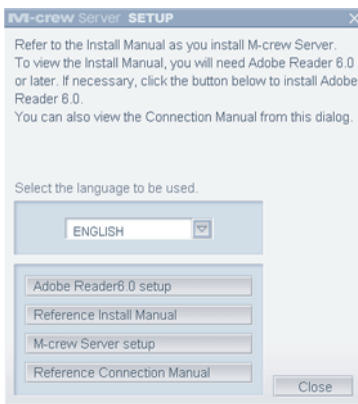 M-crew Server SETUP
Refer to the Install Manual as you install M-crew Server.
To view the Install Manual, you will need Adobe Reader 6.0
or later. If necessary, click the button below to install Adobe
Reader 6.0.
You can also view the Connection Manual from this dialog.
Select the language to be used.
ENGLISH
Adobe Reader6.0 setup
Reference Install Manual
M-crew Server setup
Reference Connection Manual
Close